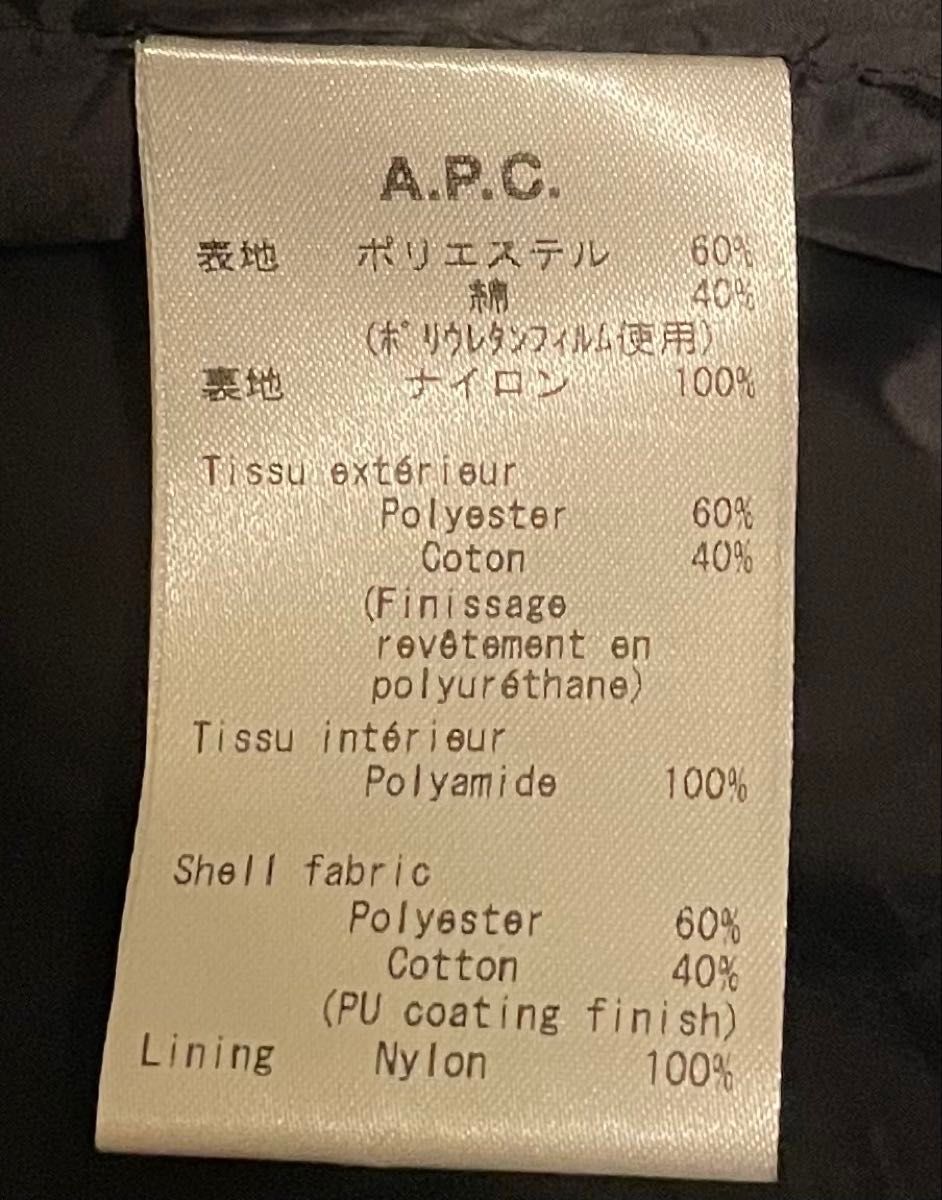 A.P.C.
表地 ポリエステル 60%
綿 40%
(ポリウレタンフィルム使用)
裏地 ナイロン 100%
Tissu extérieur
Polyester 60%
Coton 40%
(Finissage
revêtement en
polyuréthane)
Tissu intérieur
Polyamide 100%
Shell fabric
Polyester 60%
Cotton 40%
(PU coating finish)
Lining Nylon 100%